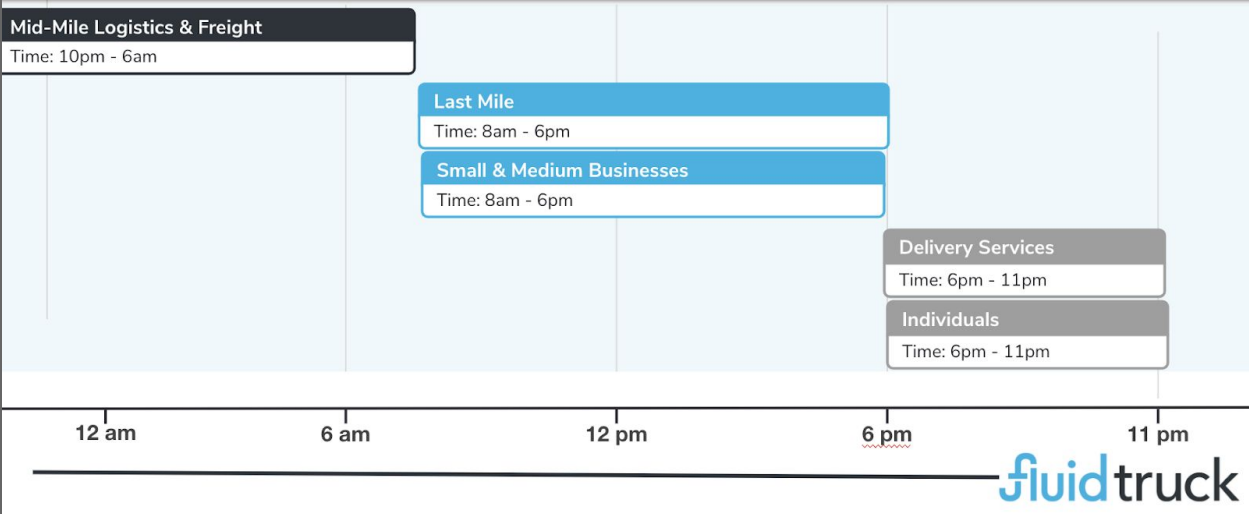 Mid-Mile Logistics & Freight
Time: 10pm - 6am
Last Mile
Time: 8am - 6pm
Small & Medium Businesses
Time: 8am - 6pm
Delivery Services
Time: 6pm - 11pm
Individuals
Time: 6pm - 11pm
12 am 6 am 12 pm 6 pm 11 pm
fluidtruck